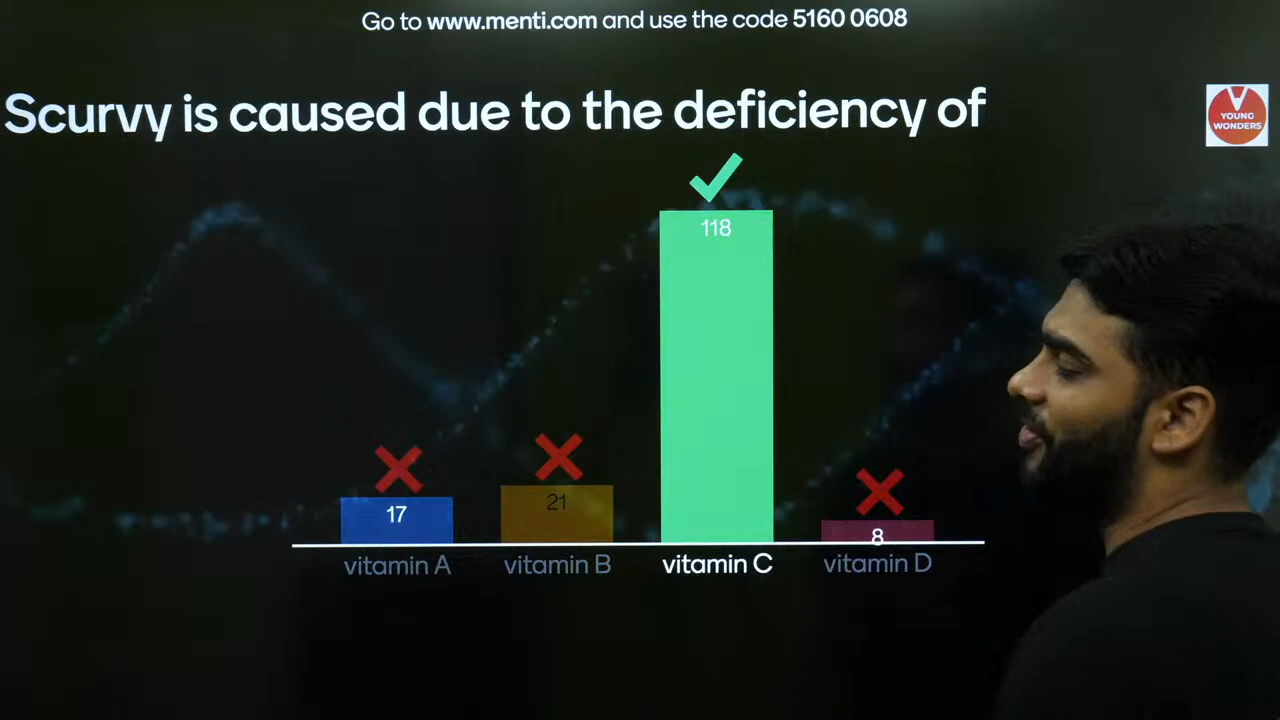 Go to www.menti.com and use the code 5160 0608
Scurvy is caused due to the deficiency of
YOUNG
WONDERS
118
17
21
8
vitamin A
vitamin B
vitamin C
vitamin D